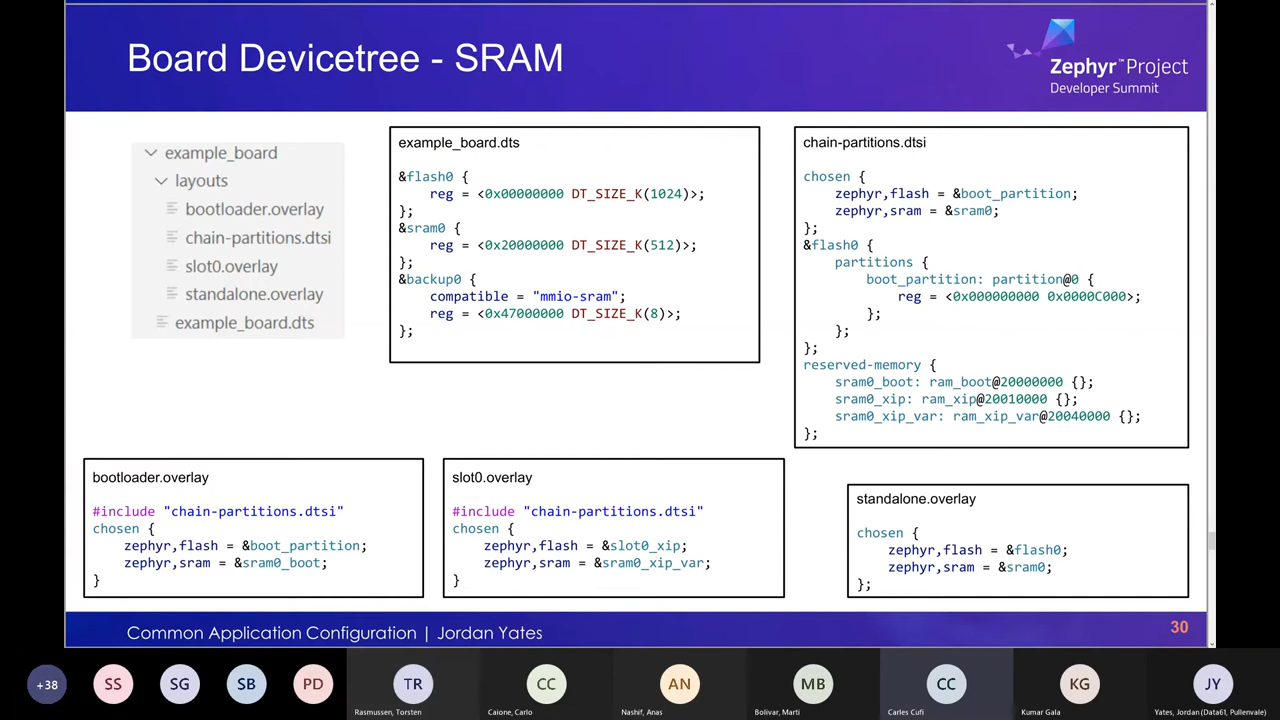 Board Devicetree - SRAM
Zephyr™Project
Developer Summit
example_board
layouts
bootloader.overlay
chain-partitions.dtsi
slot0.overlay
standalone.overlay
example_board.dts
example_board.dts
&flash0 {
reg = <0x00000000 DT_SIZE_K(1024)>;
};
&sram0 {
reg = <0x20000000 DT_SIZE_K(512)>;
};
&backup0 {
compatible = "mmio-sram";
reg = <0x47000000 DT_SIZE_K(8)>;
};
chain-partitions.dtsi
chosen {
zephyr,flash = &boot_partition;
zephyr,sram = &sram0;
};
&flash0 {
partitions {
boot_partition: partition@0 {
reg = <0x000000000 0x0000C000>;
};
};
};
reserved-memory {
sram0_boot: ram_boot@20000000 {};
sram0_xip: ram_xip@20010000 {};
sram0_xip_var: ram_xip_var@20040000 {};
};
bootloader.overlay
#include "chain-partitions.dtsi"
chosen {
zephyr,flash = &boot_partition;
zephyr,sram = &sram0_boot;
}
slot0.overlay
#include "chain-partitions.dtsi"
chosen {
zephyr,flash = &slot0_xip;
zephyr,sram = &sram0_xip_var;
}
standalone.overlay
chosen {
zephyr,flash = &flash0;
zephyr,sram = &sram0;
};
Common Application Configuration | Jordan Yates
30
+38
SS
SG
SB
PD
TR
Rasmussen, Torsten
CC
Caione, Carlo
AN
Nashif, Anas
MB
Bolivar, Marti
CC
Carles Cufi
KG
Kumar Gala
JY
Yates, Jordan (Data61, Pullenvale)